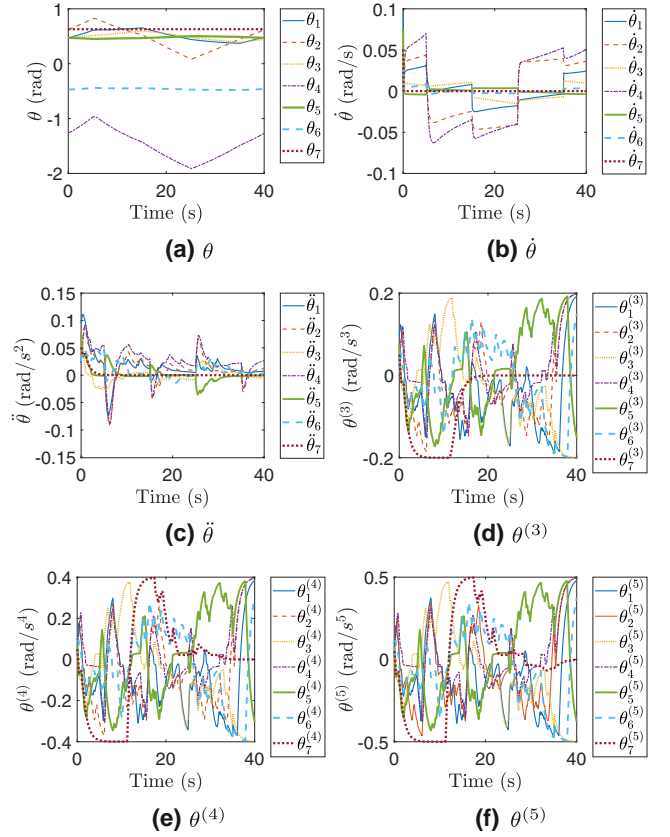 1
0
-1
-2
0
20
40
θ (rad)
Time (s)
θ₁
θ₂
θ₃
θ₄
θ₅
θ₆
θ₇
(a) θ
0.1
0.05
0
-0.05
-0.1
0
20
40
θ̇ (rad/s)
Time (s)
θ̇₁
θ̇₂
θ̇₃
θ̇₄
θ̇₅
θ̇₆
θ̇₇
(b) θ̇
0.15
0.1
0.05
0
-0.05
-0.1
-0.15
0
20
40
θ̈ (rad/s²)
Time (s)
θ̈₁
θ̈₂
θ̈₃
θ̈₄
θ̈₅
θ̈₆
θ̈₇
(c) θ̈
0.2
0
-0.2
0
20
40
θ⁽³⁾ (rad/s³)
Time (s)
θ₁⁽³⁾
θ₂⁽³⁾
θ₃⁽³⁾
θ₄⁽³⁾
θ₅⁽³⁾
θ₆⁽³⁾
θ₇⁽³⁾
(d) θ⁽³⁾
0.4
0.2
0
-0.2
-0.4
0
20
40
θ⁽⁴⁾ (rad/s⁴)
Time (s)
θ₁⁽⁴⁾
θ₂⁽⁴⁾
θ₃⁽⁴⁾
θ₄⁽⁴⁾
θ₅⁽⁴⁾
θ₆⁽⁴⁾
θ₇⁽⁴⁾
(e) θ⁽⁴⁾
0.5
0
-0.5
0
20
40
θ⁽⁵⁾ (rad/s⁵)
Time (s)
θ₁⁽⁵⁾
θ₂⁽⁵⁾
θ₃⁽⁵⁾
θ₄⁽⁵⁾
θ₅⁽⁵⁾
θ₆⁽⁵⁾
θ₇⁽⁵⁾
(f) θ⁽⁵⁾